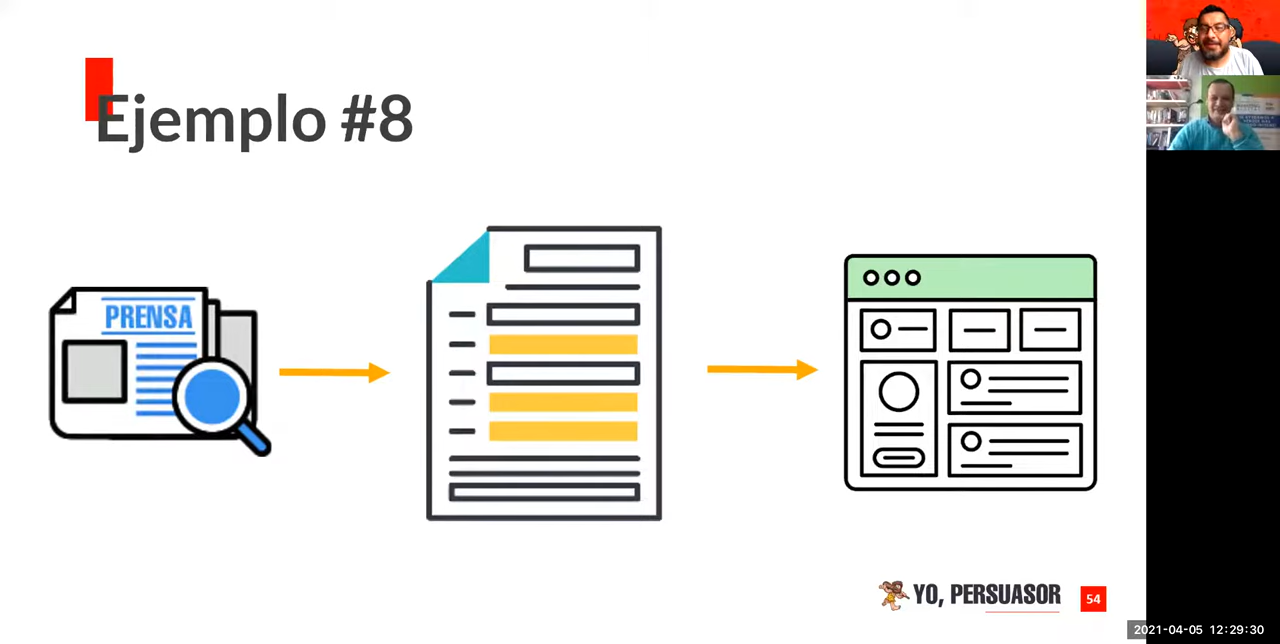 Ejemplo #8
PRENSA
YO, PERSUASOR
54
2021-04-05 12:29:30